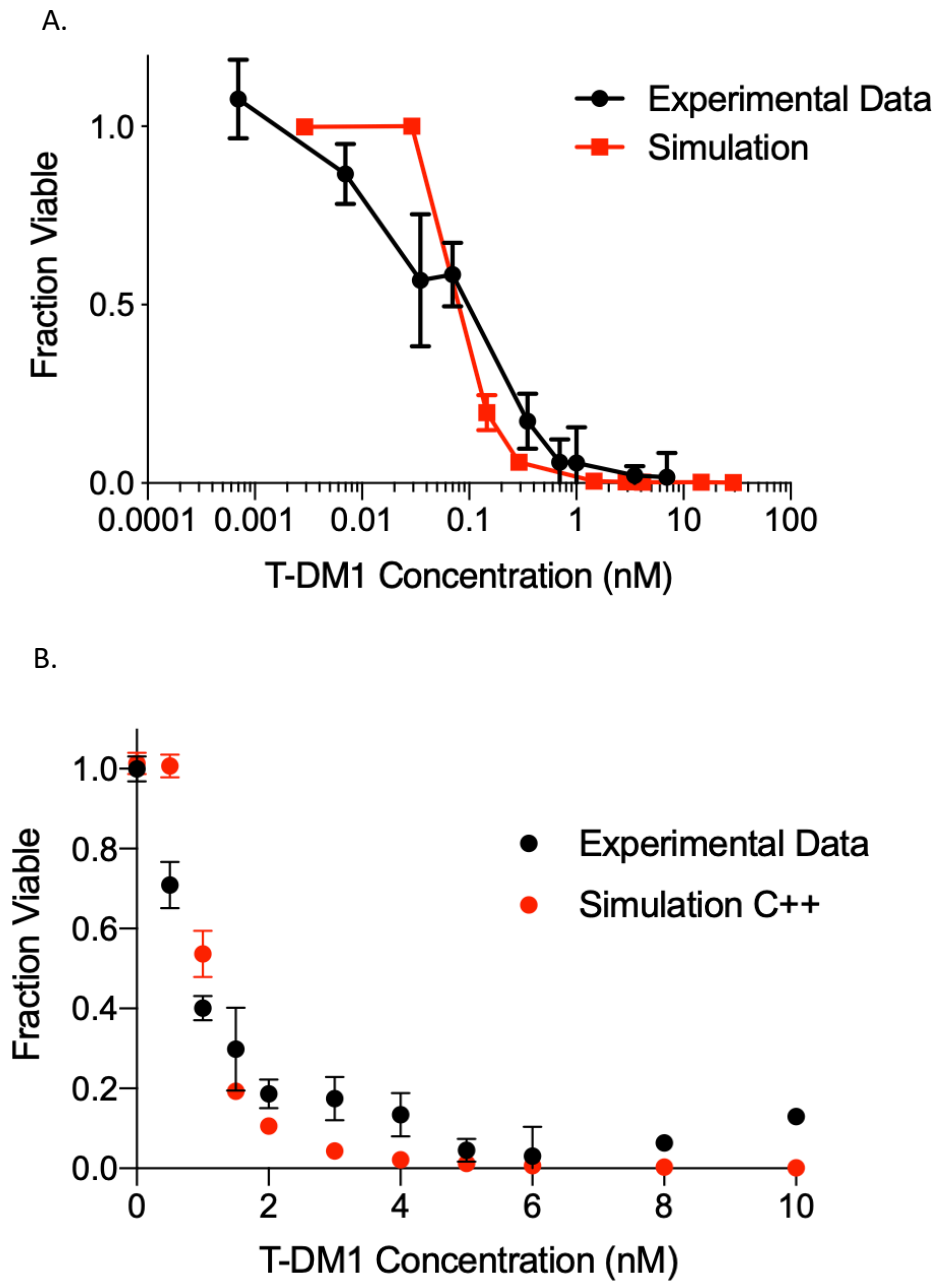 A.
Experimental Data
Simulation
1.0
0.5
0.0
Fraction Viable
0.0001 0.001 0.01 0.1 1 10 100
T-DM1 Concentration (nM)
B.
1.0
0.8
0.6
0.4
0.2
0.0
Fraction Viable
Experimental Data
Simulation C++
0 2 4 6 8 10
T-DM1 Concentration (nM)